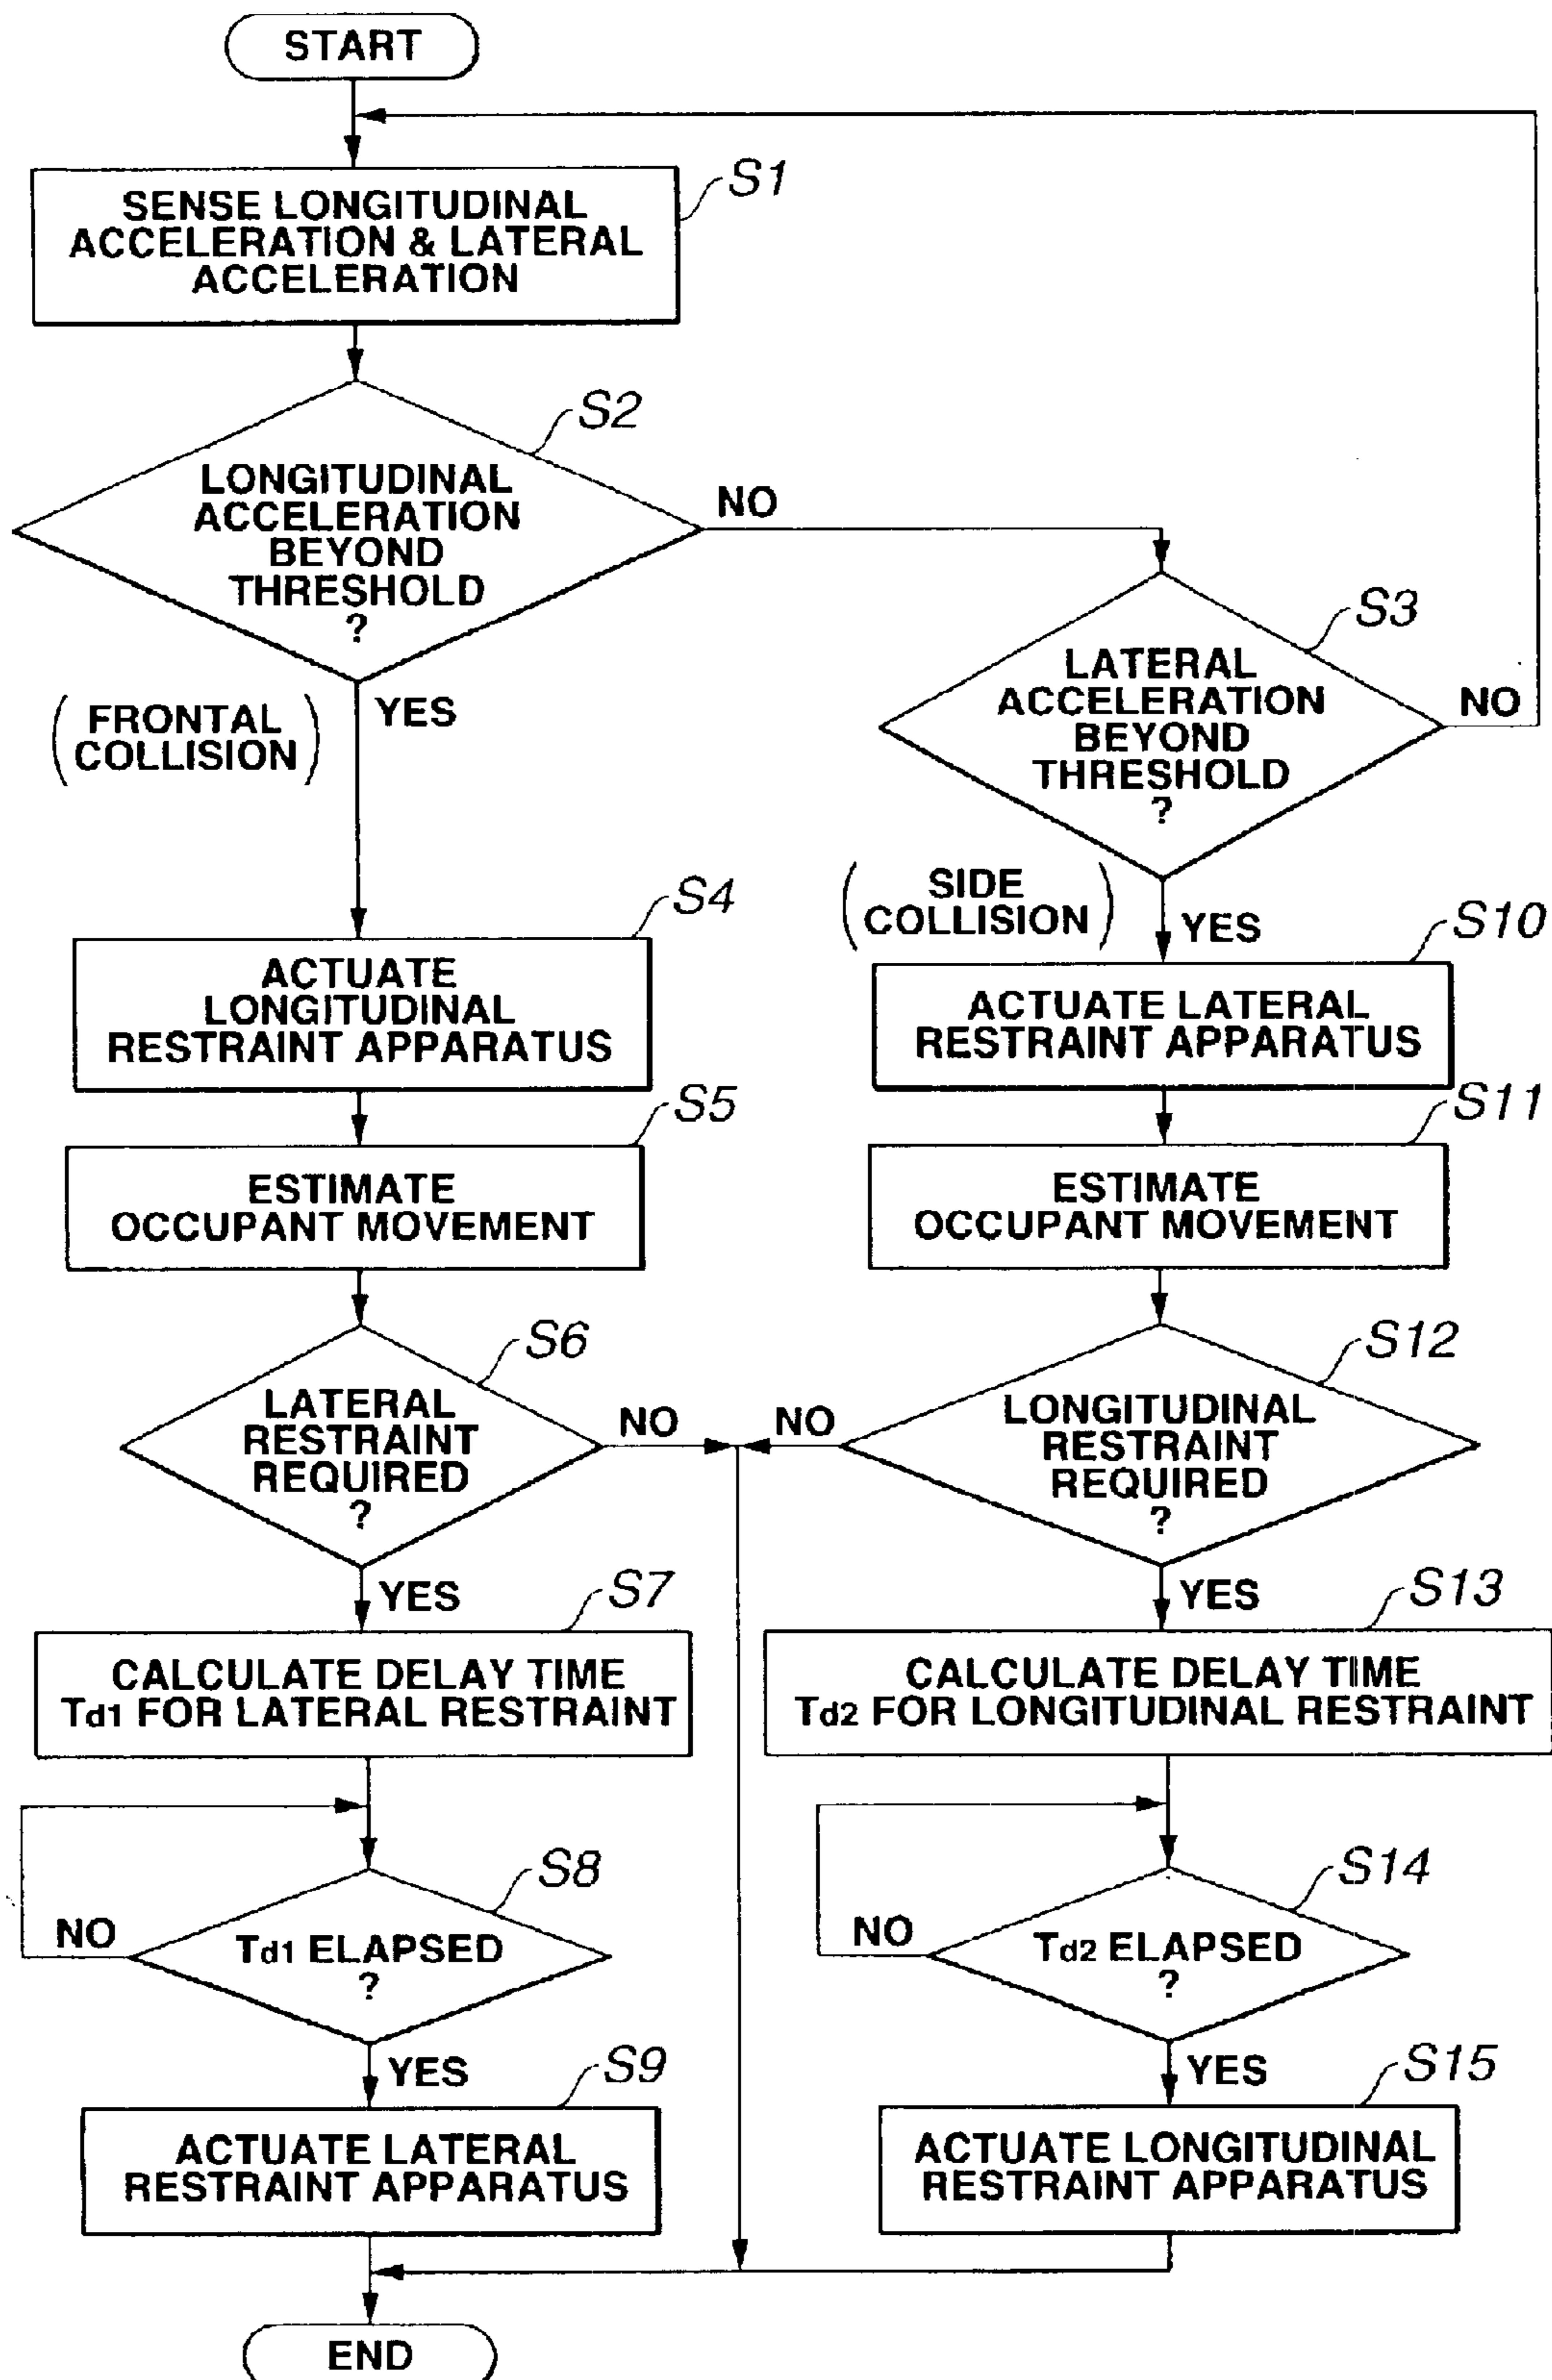 START
S1
SENSE LONGITUDINAL
ACCELERATION & LATERAL
ACCELERATION
S2
LONGITUDINAL
ACCELERATION
BEYOND
THRESHOLD
?
NO
YES
(FRONTAL
COLLISION)
S3
LATERAL
ACCELERATION
BEYOND
THRESHOLD
?
NO
(SIDE
COLLISION)
YES
S4
ACTUATE
LONGITUDINAL
RESTRAINT APPARATUS
S10
ACTUATE LATERAL
RESTRAINT APPARATUS
S5
ESTIMATE
OCCUPANT MOVEMENT
S11
ESTIMATE
OCCUPANT MOVEMENT
S6
LATERAL
RESTRAINT
REQUIRED
?
NO
YES
S12
LONGITUDINAL
RESTRAINT
REQUIRED
?
NO
YES
S7
CALCULATE DELAY TIME
Td1 FOR LATERAL RESTRAINT
S13
CALCULATE DELAY TIME
Td2 FOR LONGITUDINAL RESTRAINT
S8
Td1 ELAPSED
?
NO
YES
S14
Td2 ELAPSED
?
NO
YES
S9
ACTUATE LATERAL
RESTRAINT APPARATUS
S15
ACTUATE LONGITUDINAL
RESTRAINT APPARATUS
END